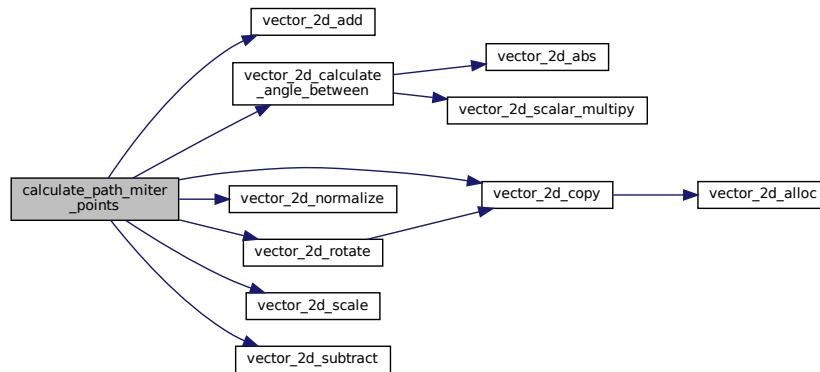 vector_2d_add
vector_2d_calculate
_angle_between
vector_2d_abs
vector_2d_scalar_multipy
calculate_path_miter
_points
vector_2d_normalize
vector_2d_copy
vector_2d_alloc
vector_2d_rotate
vector_2d_scale
vector_2d_subtract